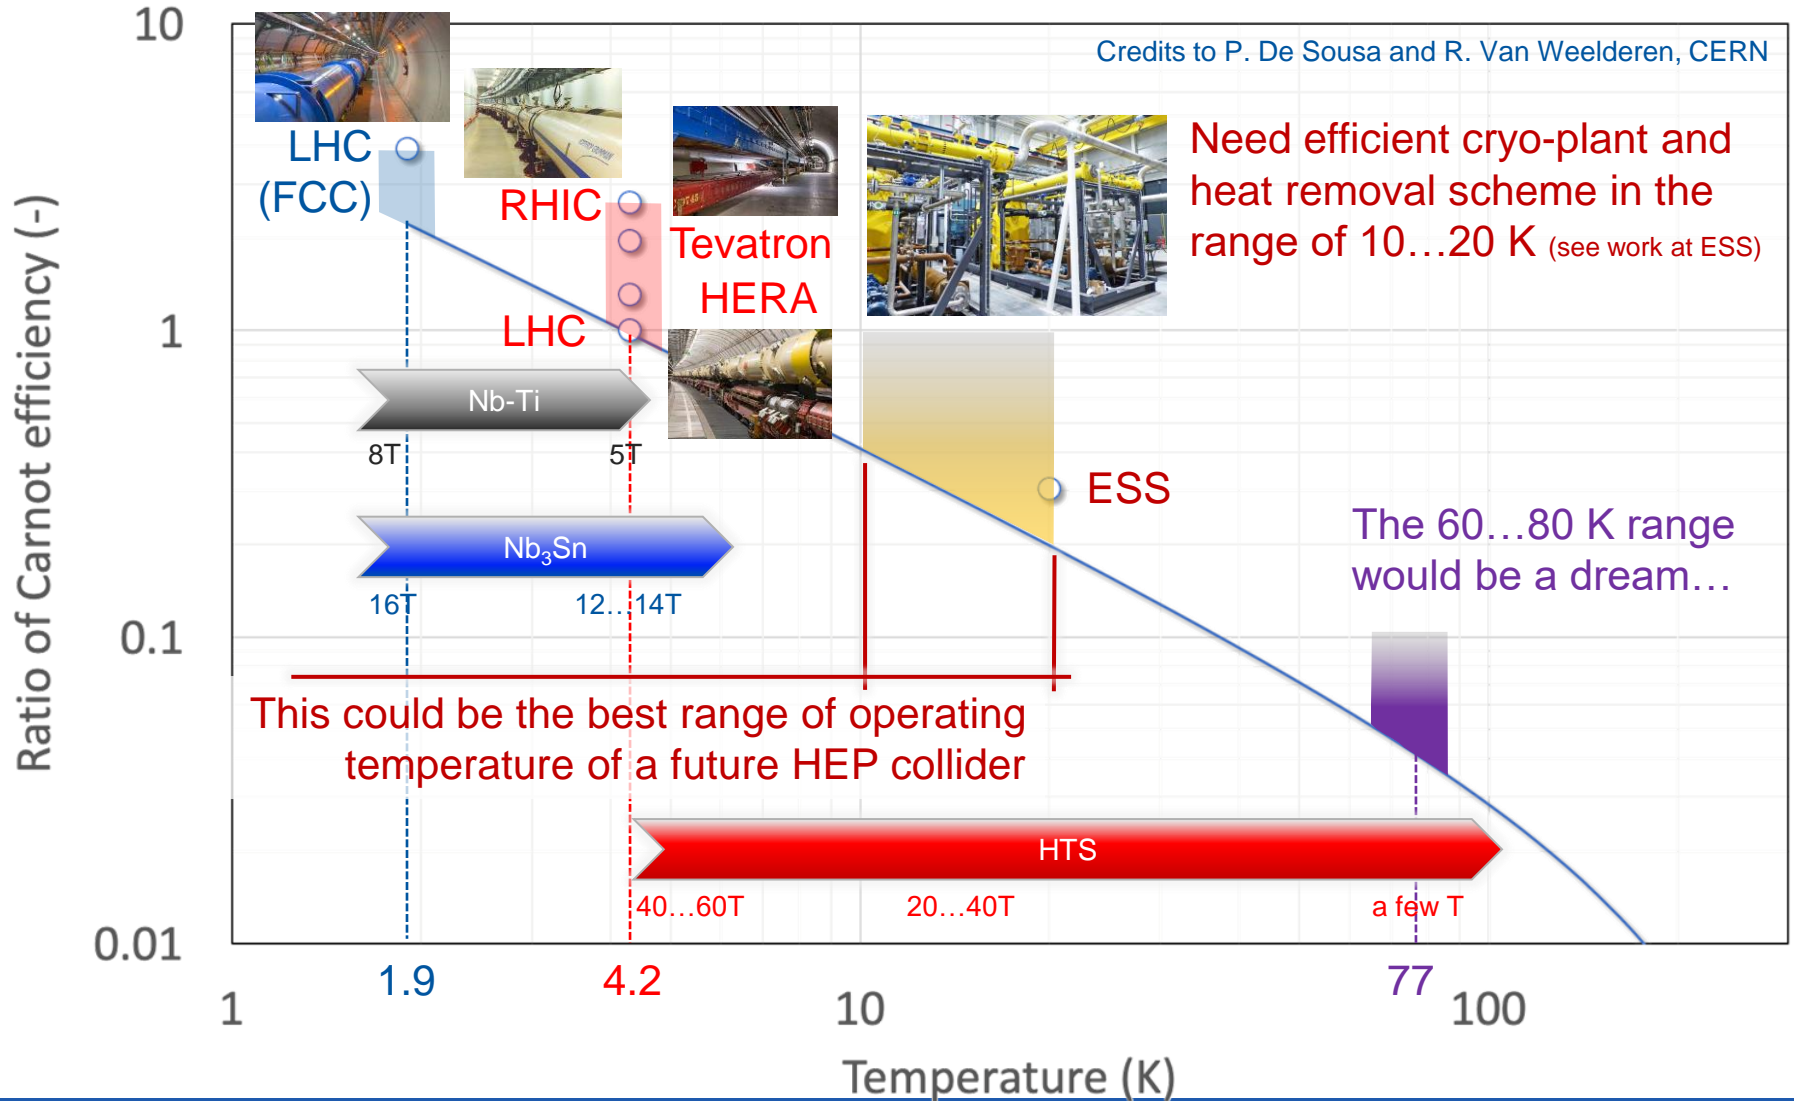 10
Credits to P. De Sousa and R. Van Weelderen, CERN
LHC
(FCC)
RHIC
Tevatron
HERA
LHC
Need efficient cryo-plant and
heat removal scheme in the
range of 10…20 K (see work at ESS)
1
Nb-Ti
8T
5T
ESS
Nb₃Sn
16T
12…14T
The 60…80 K range
would be a dream…
0.1
This could be the best range of operating
temperature of a future HEP collider
HTS
40…60T
20…40T
a few T
0.01
1.9
4.2
77
1
10
100
Temperature (K)
Ratio of Carnot efficiency (-)